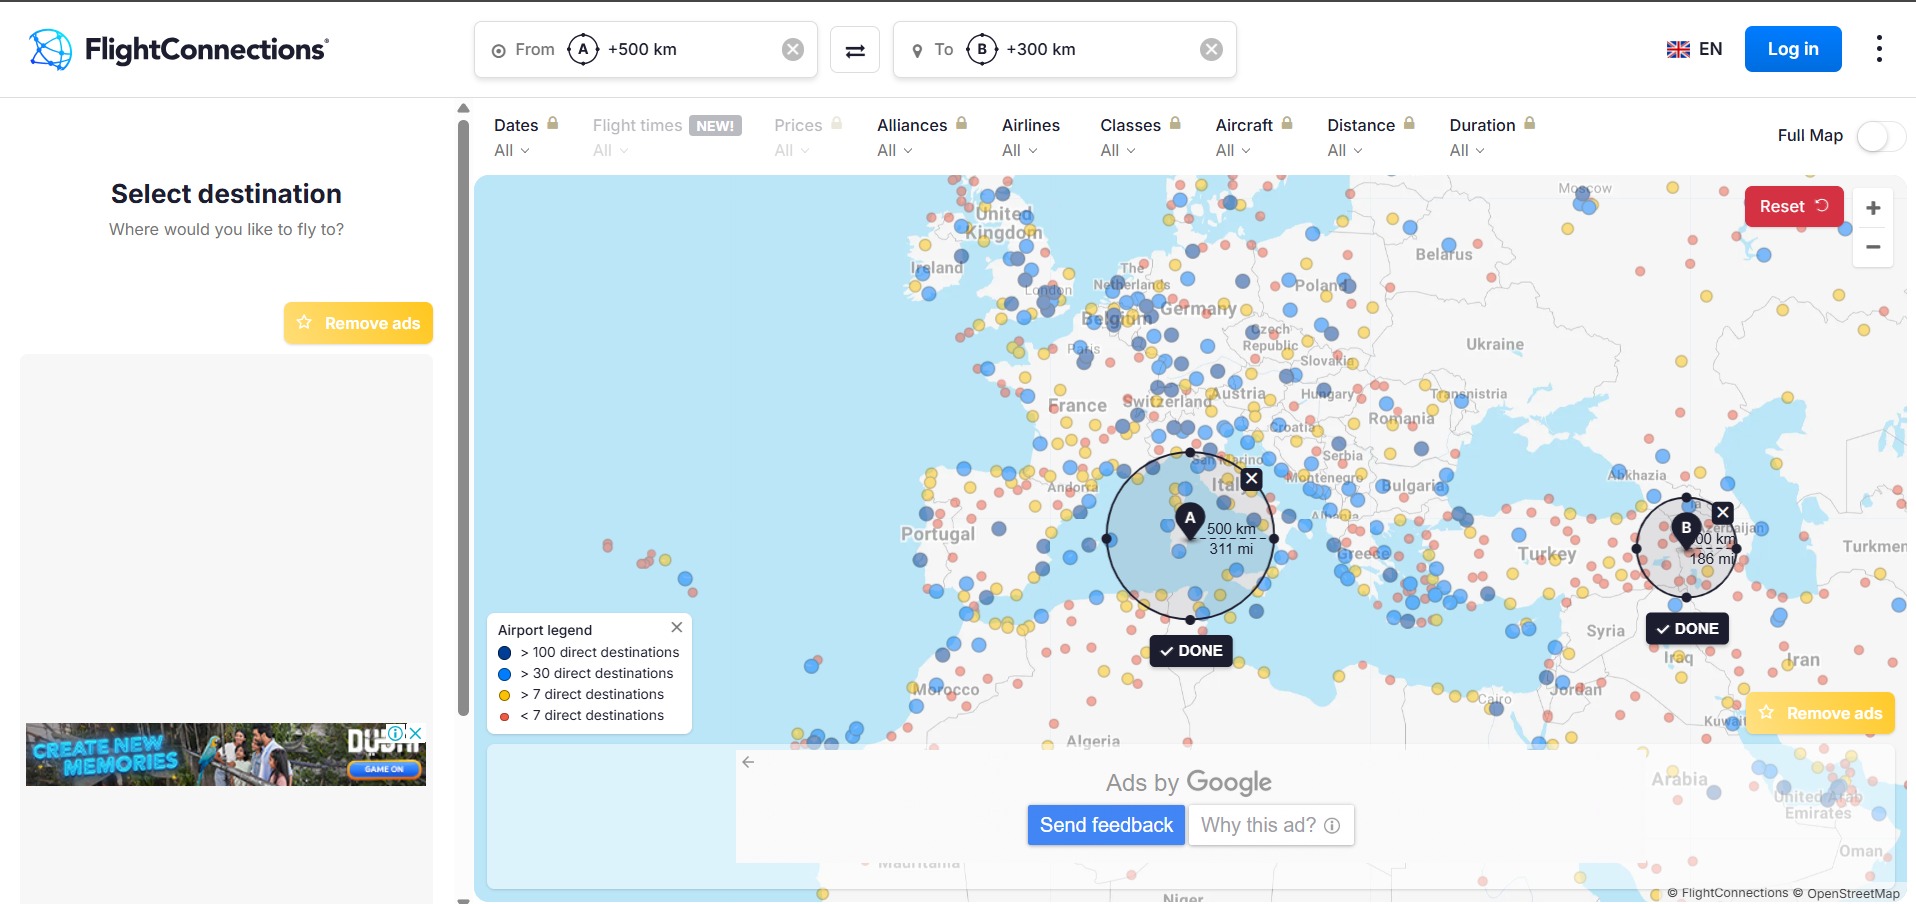 FlightConnections®
From A +500 km
To B +300 km
EN
Log in
Select destination
Where would you like to fly to?
Remove ads
CREATE NEW
MEMORIES
DUBAI
GAME ON
Dates
All
Flight times NEW!
All
Prices
All
Alliances
All
Airlines
All
Classes
All
Aircraft
All
Distance
All
Duration
All
Full Map
Reset
+
−
Moscow
United
Kingdom
Ireland
Belarus
The
Netherlands
London
Poland
Germany
Belgium
Czech
Republic
Paris
Ukraine
Slovakia
Austria
Hungary
Transnistria
France
Switzerland
Romania
Croatia
San Marino
Serbia
Abkhazia
Andorra
Montenegro
Bulgaria
Albania
Portugal
Greece
Turkey
Azerbaijan
Turkmen
A
500 km
311 mi
DONE
B
00 km
186 mi
DONE
Syria
Iraq
Iran
Morocco
Cairo
Jordan
Kuwait
Algeria
Airport legend
> 100 direct destinations
> 30 direct destinations
> 7 direct destinations
< 7 direct destinations
Remove ads
Ads by Google
Send feedback
Why this ad?
Arabia
United Arab
Emirates
Oman
Mauritania
Niger
© FlightConnections © OpenStreetMap